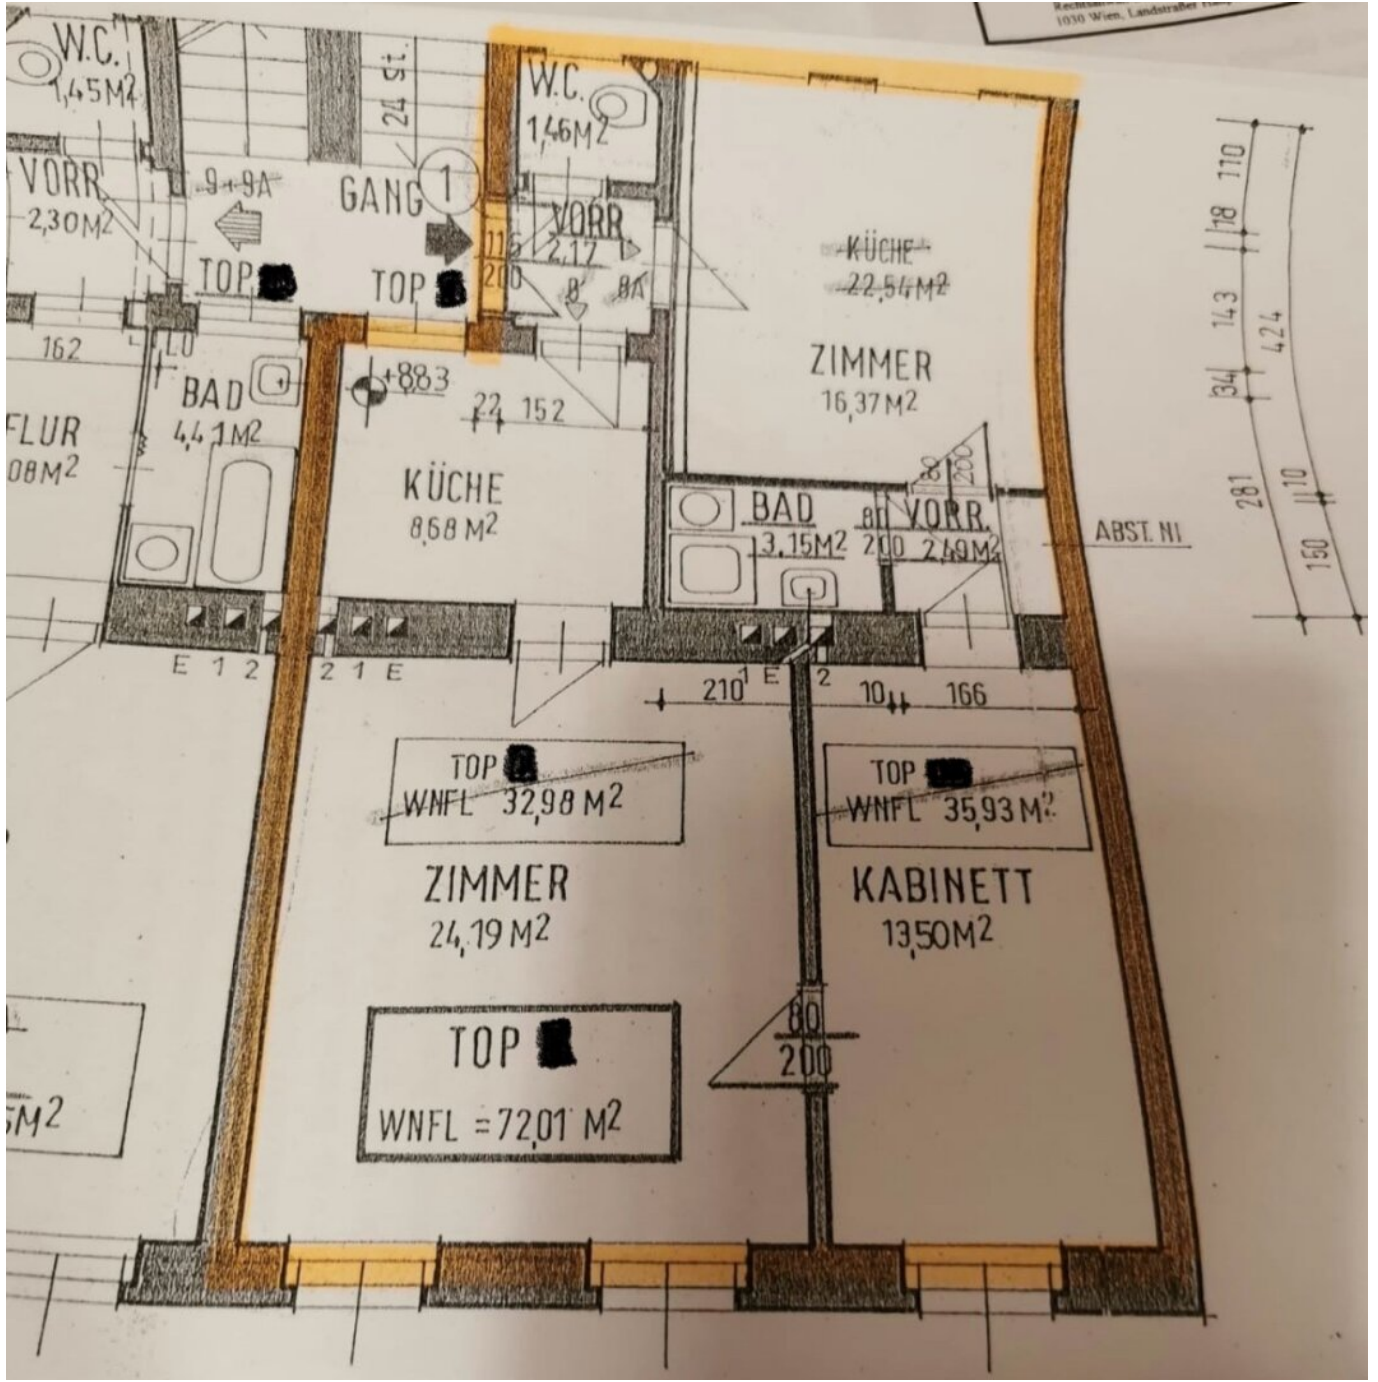 1030 Wien, Landstraßer
W.C.
1,45M2
24 St.
W.C.
1,46M2
110
18
143
424
34
281
110
150
VORR
2,30M2
9+9A
GANG 1
TOP
TOP
116
200
VORR
2,17
8
8A
KÜCHE
22,54M2
ZIMMER
16,37M2
162
BAD
4,41M2
+8,83
22 152
FLUR
08M2
KÜCHE
8,68 M2
80
200
BAD
3,15M2
80
200
VORR.
2,49M2
ABST. NI
E 1 2
2 1 E
1 E 2
210
10
166
TOP
WNFL 32,98 M2
TOP
WNFL 35,93 M2
ZIMMER
24,19 M2
KABINETT
13,50M2
80
200
TOP
WNFL = 72,01 M2
5M2